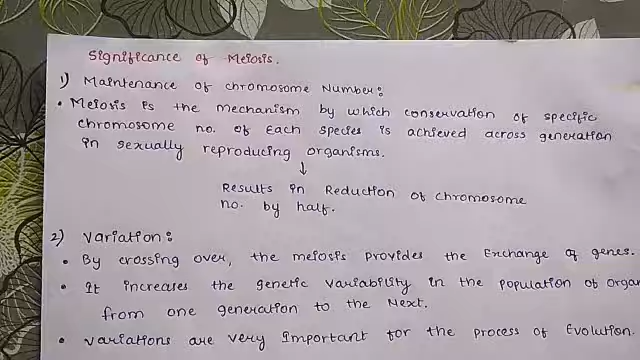 Significance of Meiosis.
1) Maintenance of chromosome Number:
• Meiosis is the mechanism by which conservation of specific
chromosome no. of each species is achieved across generation
in sexually reproducing organisms.
↓
Results in Reduction of chromosome
no. by half.
2) Variation:
• By crossing over, the meiosis provides the Exchange of genes.
• It increases the genetic variability in the population of organ
from one generation to the Next.
• Variations are very Important for the process of Evolution.